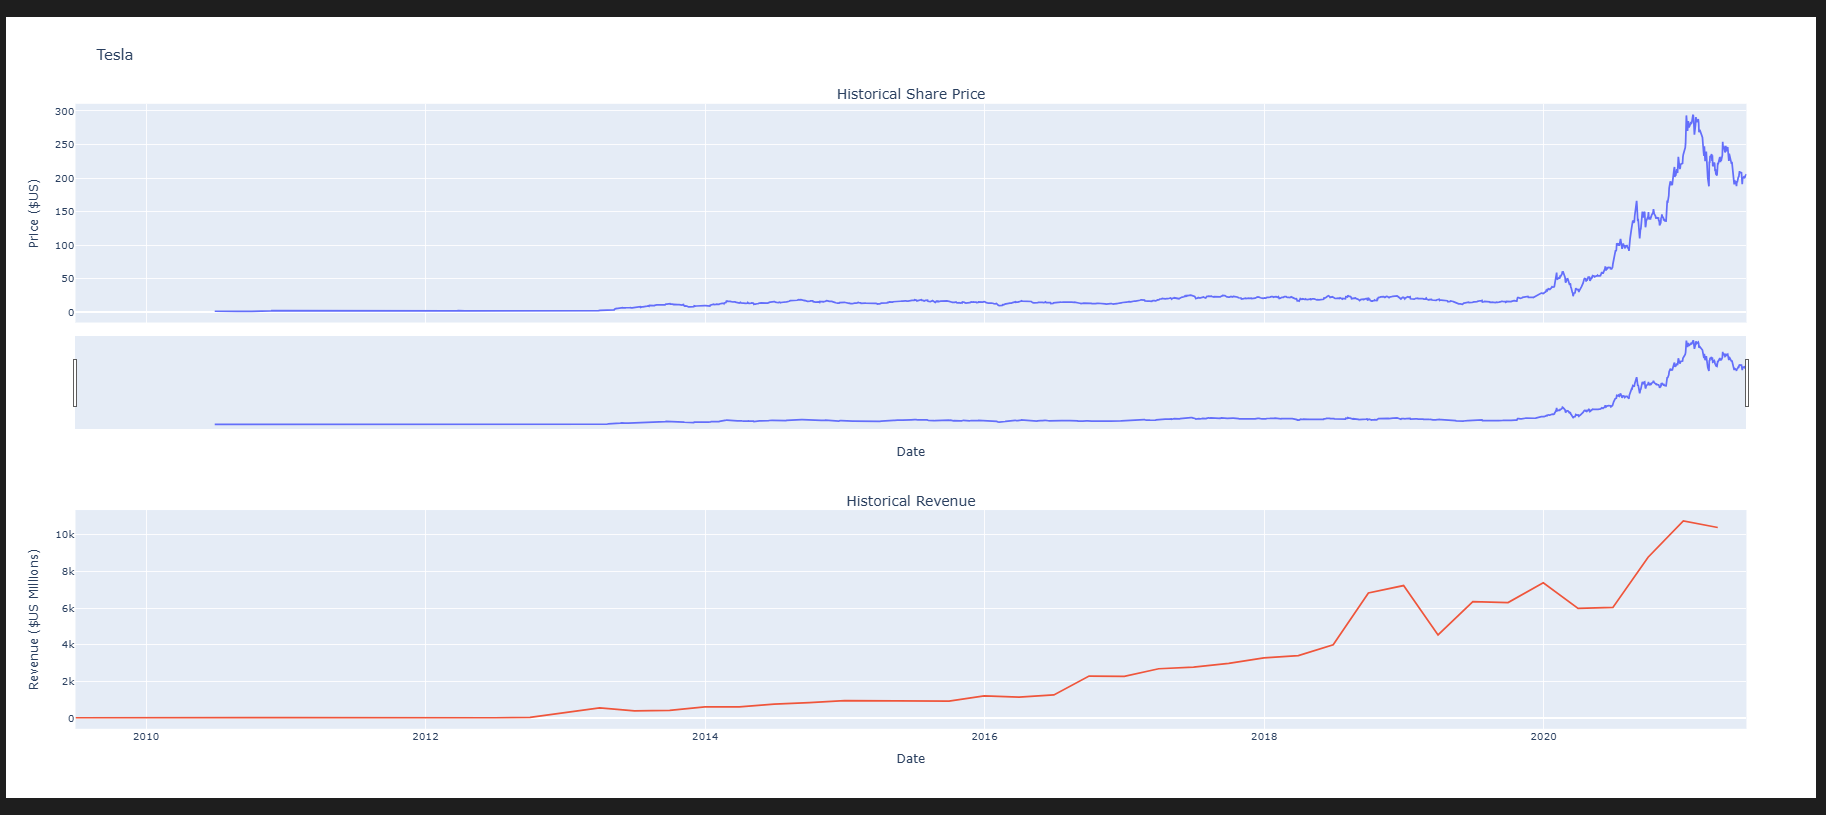 Tesla
Historical Share Price
300
250
200
150
100
50
0
Price ($US)
Date
Historical Revenue
10k
8k
6k
4k
2k
0
Revenue ($US Millions)
2010 2012 2014 2016 2018 2020
Date